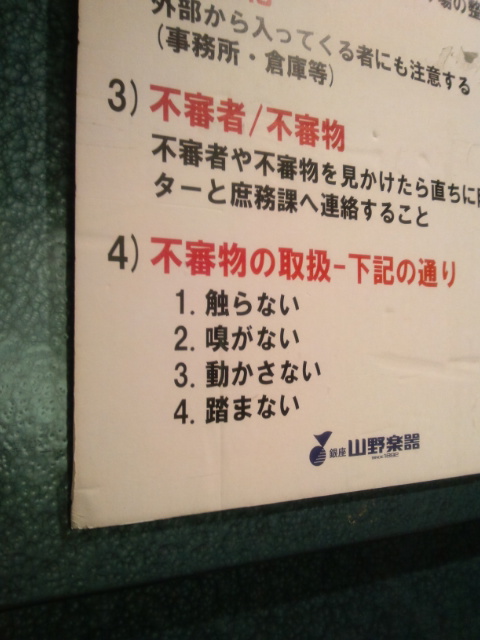 外部から入ってくる者にも注意する
(事務所・倉庫等)
3) 不審者/不審物
不審者や不審物を見かけたら直ちに
ターと庶務課へ連絡すること
4) 不審物の取扱-下記の通り
1. 触らない
2. 嗅がない
3. 動かさない
4. 踏まない
銀座 山野楽器